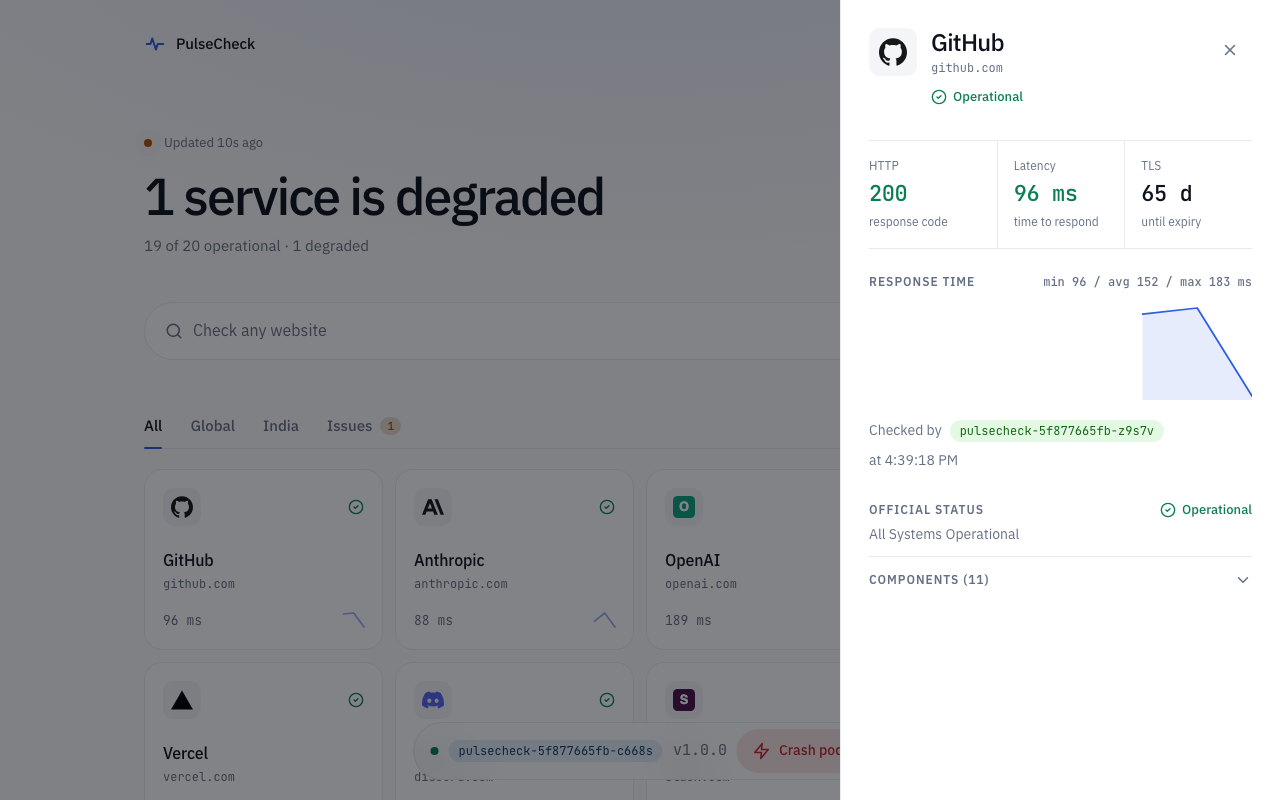 PulseCheck
Updated 10s ago
1 service is degraded
19 of 20 operational · 1 degraded
Check any website
All Global India Issues 1
GitHub
github.com
96 ms
Anthropic
anthropic.com
88 ms
O
OpenAI
openai.com
189 ms
Vercel
vercel.com
S
pulsecheck-5f877665fb-c668s v1.0.0 Crash pod
GitHub
github.com
Operational
HTTP
200
response code
Latency
96 ms
time to respond
TLS
65 d
until expiry
RESPONSE TIME min 96 / avg 152 / max 183 ms
Checked by pulsecheck-5f877665fb-z9s7v
at 4:39:18 PM
OFFICIAL STATUS Operational
All Systems Operational
COMPONENTS (11)